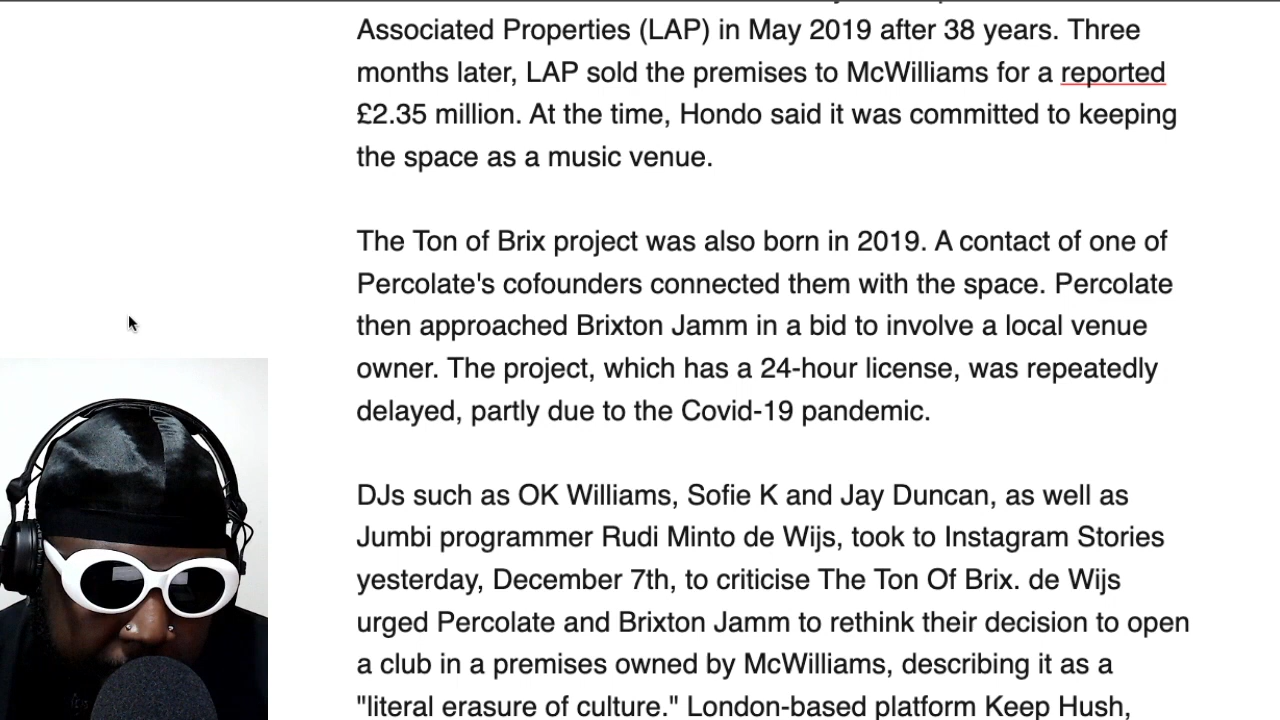 Associated Properties (LAP) in May 2019 after 38 years. Three
months later, LAP sold the premises to McWilliams for a reported
£2.35 million. At the time, Hondo said it was committed to keeping
the space as a music venue.
The Ton of Brix project was also born in 2019. A contact of one of
Percolate's cofounders connected them with the space. Percolate
then approached Brixton Jamm in a bid to involve a local venue
owner. The project, which has a 24-hour license, was repeatedly
delayed, partly due to the Covid-19 pandemic.
DJs such as OK Williams, Sofie K and Jay Duncan, as well as
Jumbi programmer Rudi Minto de Wijs, took to Instagram Stories
yesterday, December 7th, to criticise The Ton Of Brix. de Wijs
urged Percolate and Brixton Jamm to rethink their decision to open
a club in a premises owned by McWilliams, describing it as a
"literal erasure of culture." London-based platform Keep Hush,